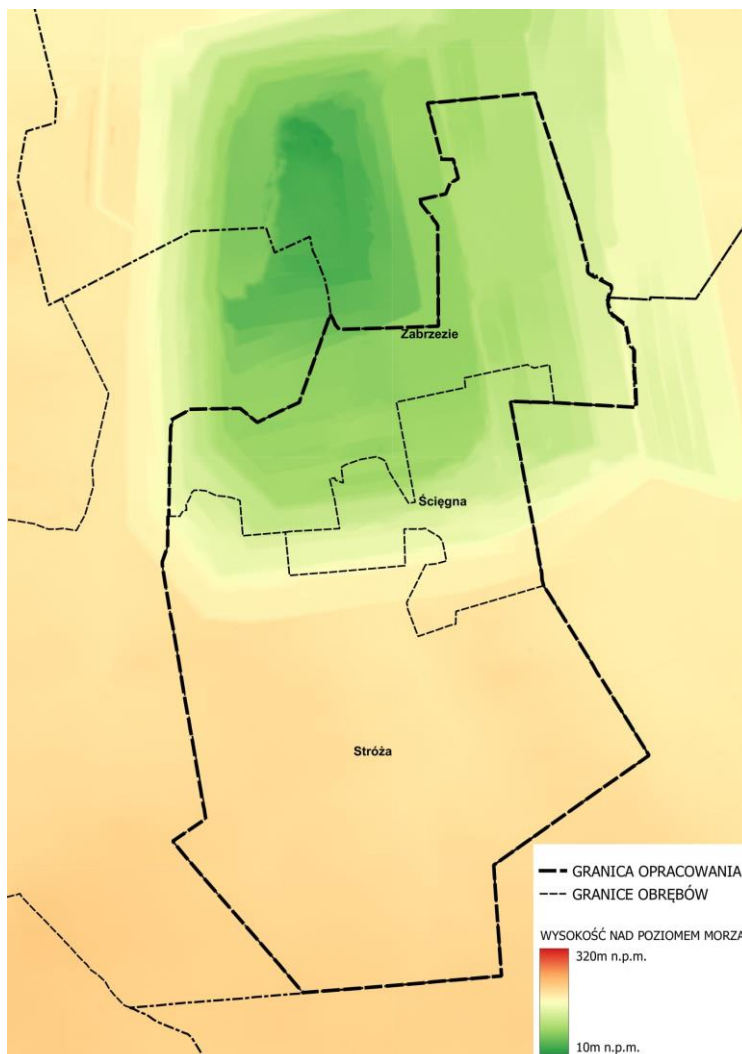 Zabrzezie
Ścięgna
Stróża
GRANICA OPRACOWANIA
GRANICE OBRĘBÓW
WYSOKOŚĆ NAD POZIOMEM MORZA
320m n.p.m.
10m n.p.m.